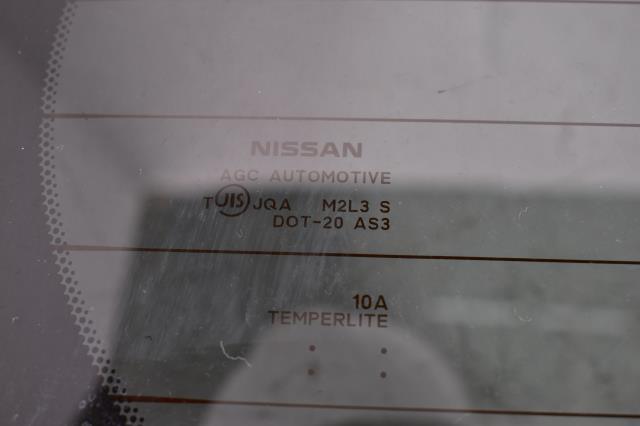 NISSAN
AGC AUTOMOTIVE
T JIS JQA M2L3 S
DOT-20 AS3
10A
TEMPERLITE